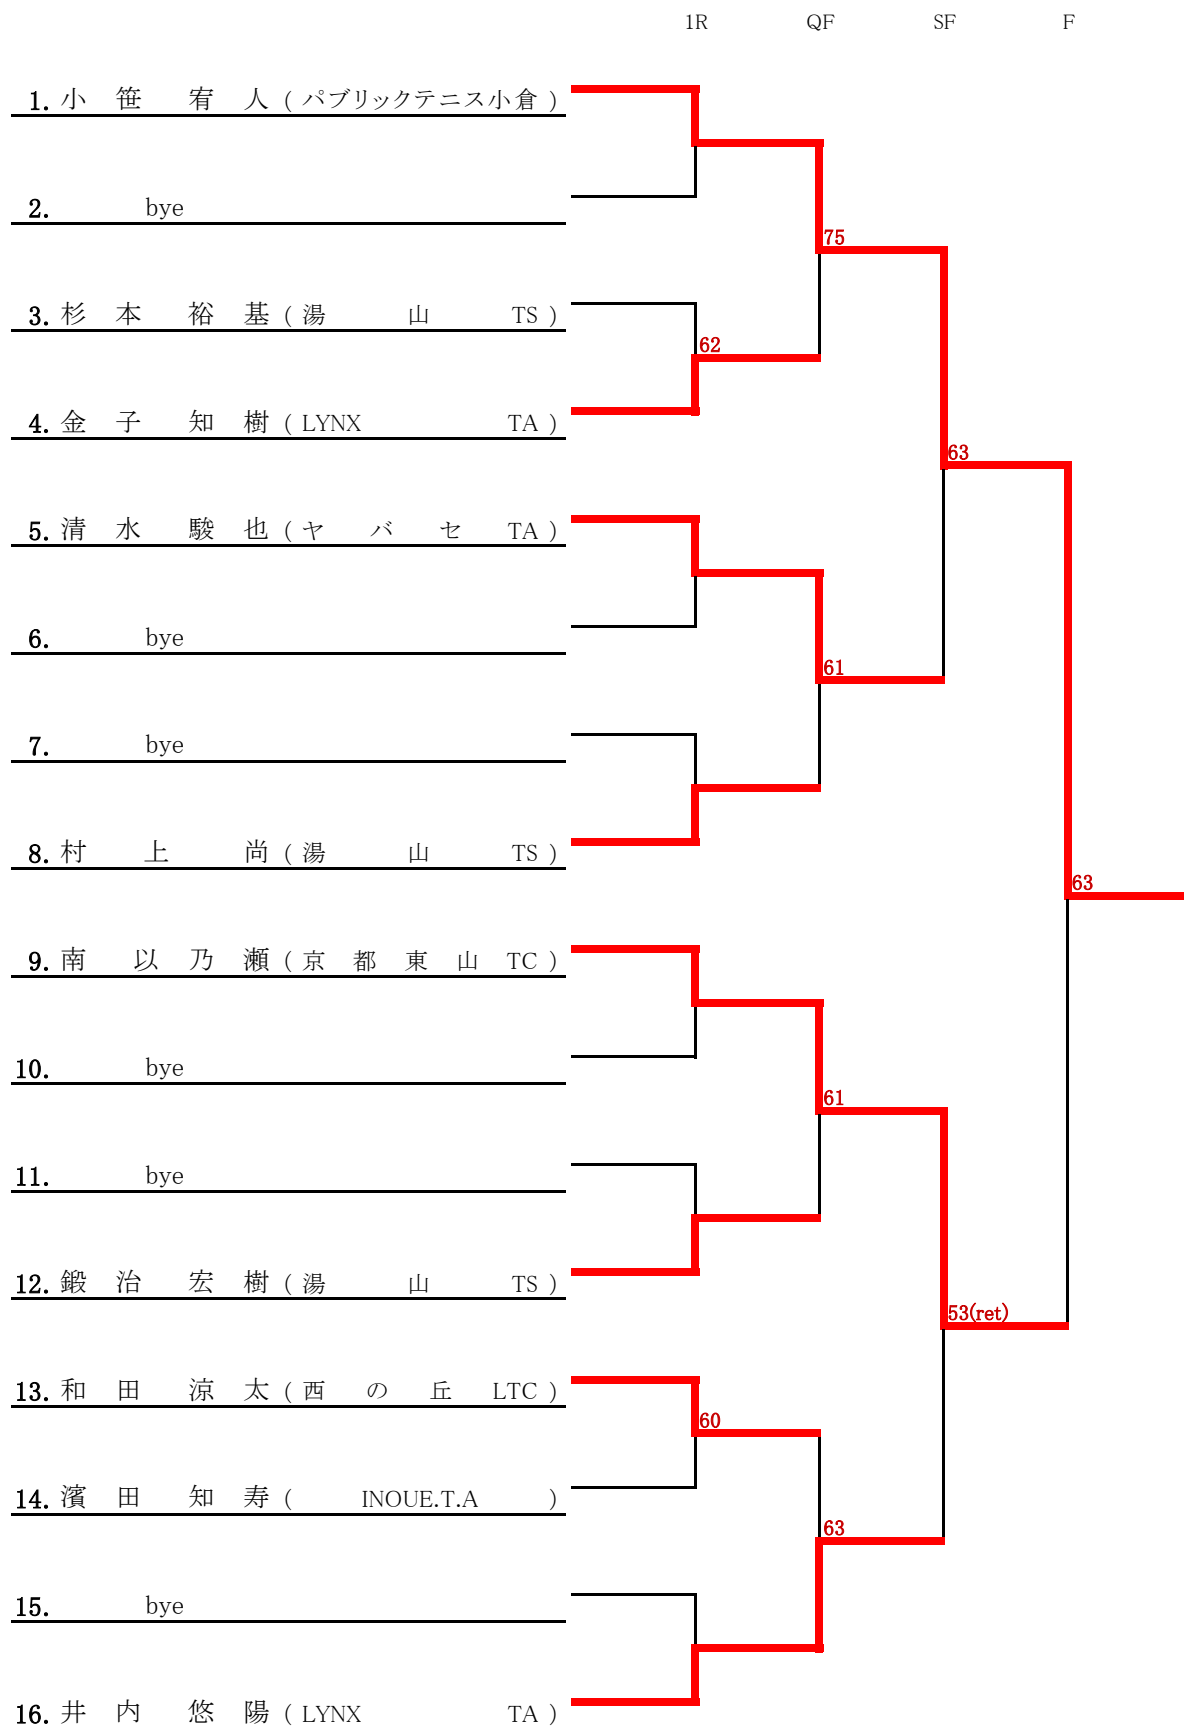 1R QF SF F
1. 小笹 宥人 ( パブリックテニス小倉 )
2. bye
75
3. 杉本 裕基 ( 湯山 TS )
62
4. 金子 知樹 ( LYNX TA )
63
5. 清水 駿也 ( ヤバセ TA )
6. bye
61
7. bye
8. 村上 尚 ( 湯山 TS )
63
9. 南 以乃瀬 ( 京都東山 TC )
10. bye
61
11. bye
12. 鍛治 宏樹 ( 湯山 TS )
53(ret)
13. 和田 涼太 ( 西の丘 LTC )
60
14. 濱田 知寿 ( INOUE.T.A )
63
15. bye
16. 井内 悠陽 ( LYNX TA )